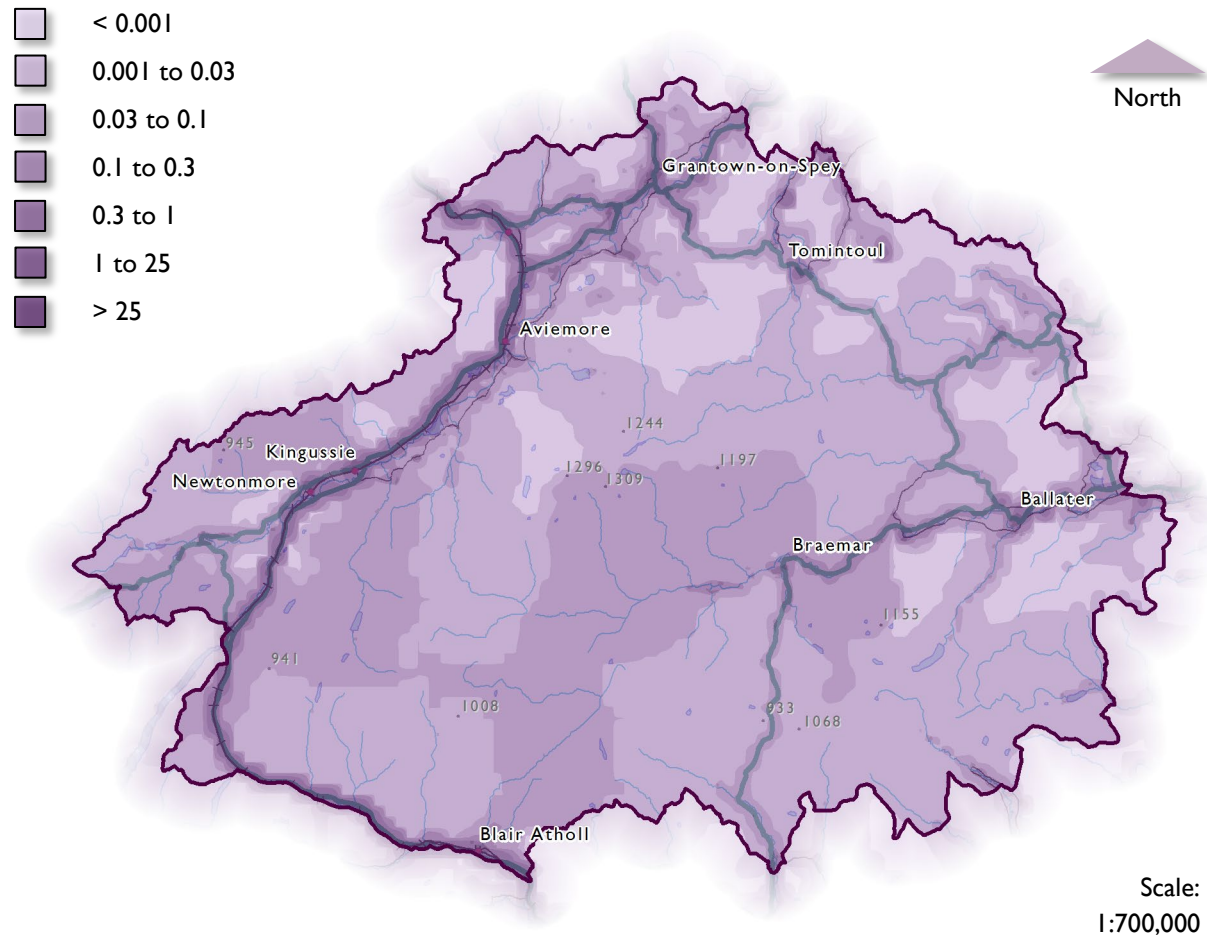 < 0.001
0.001 to 0.03
0.03 to 0.1
0.1 to 0.3
0.3 to 1
1 to 25
> 25
North
Grantown-on-Spey
Tomintoul
Aviemore
1244
945
Kingussie
1197
1296
1309
Newtonmore
Ballater
Braemar
1155
941
1008
933
1068
Blair Atholl
Scale:
1:700,000